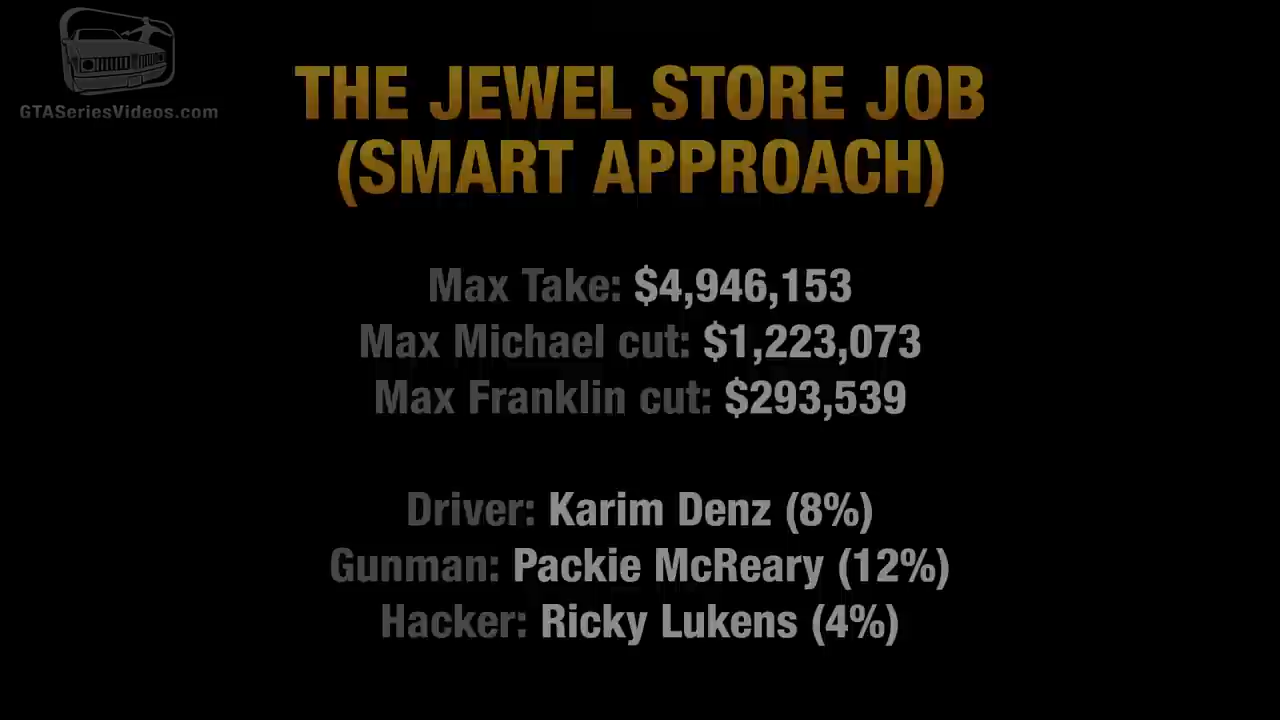 GTASeriesVideos.com
THE JEWEL STORE JOB
(SMART APPROACH)
Max Take: $4,946,153
Max Michael cut: $1,223,073
Max Franklin cut: $293,539
Driver: Karim Denz (8%)
Gunman: Packie McReary (12%)
Hacker: Ricky Lukens (4%)